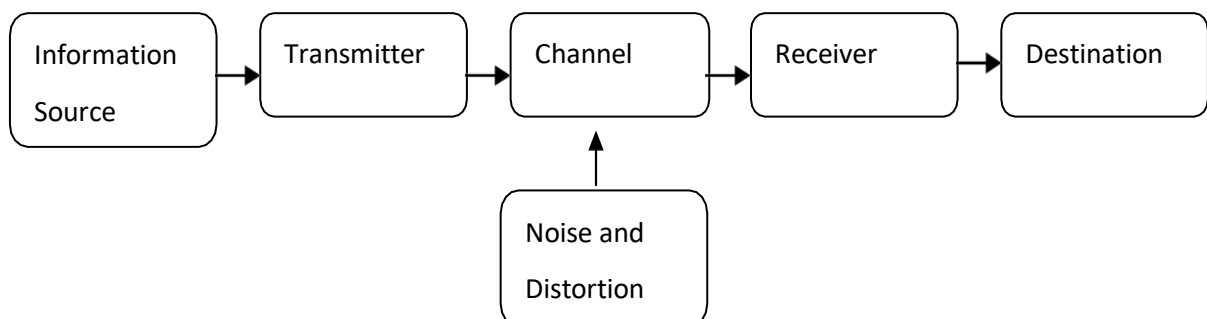 Information
Source
Transmitter
Channel
Receiver
Destination
Noise and
Distortion